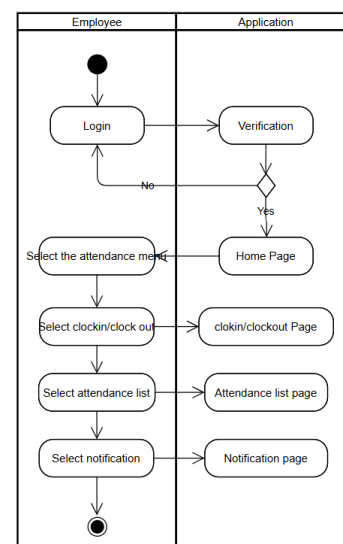 Employee
Application
Login
Verification
No
Yes
Select the attendance menu
Home Page
Select clockin/clock out
clokin/clockout Page
Select attendance list
Attendance list page
Select notification
Notification page